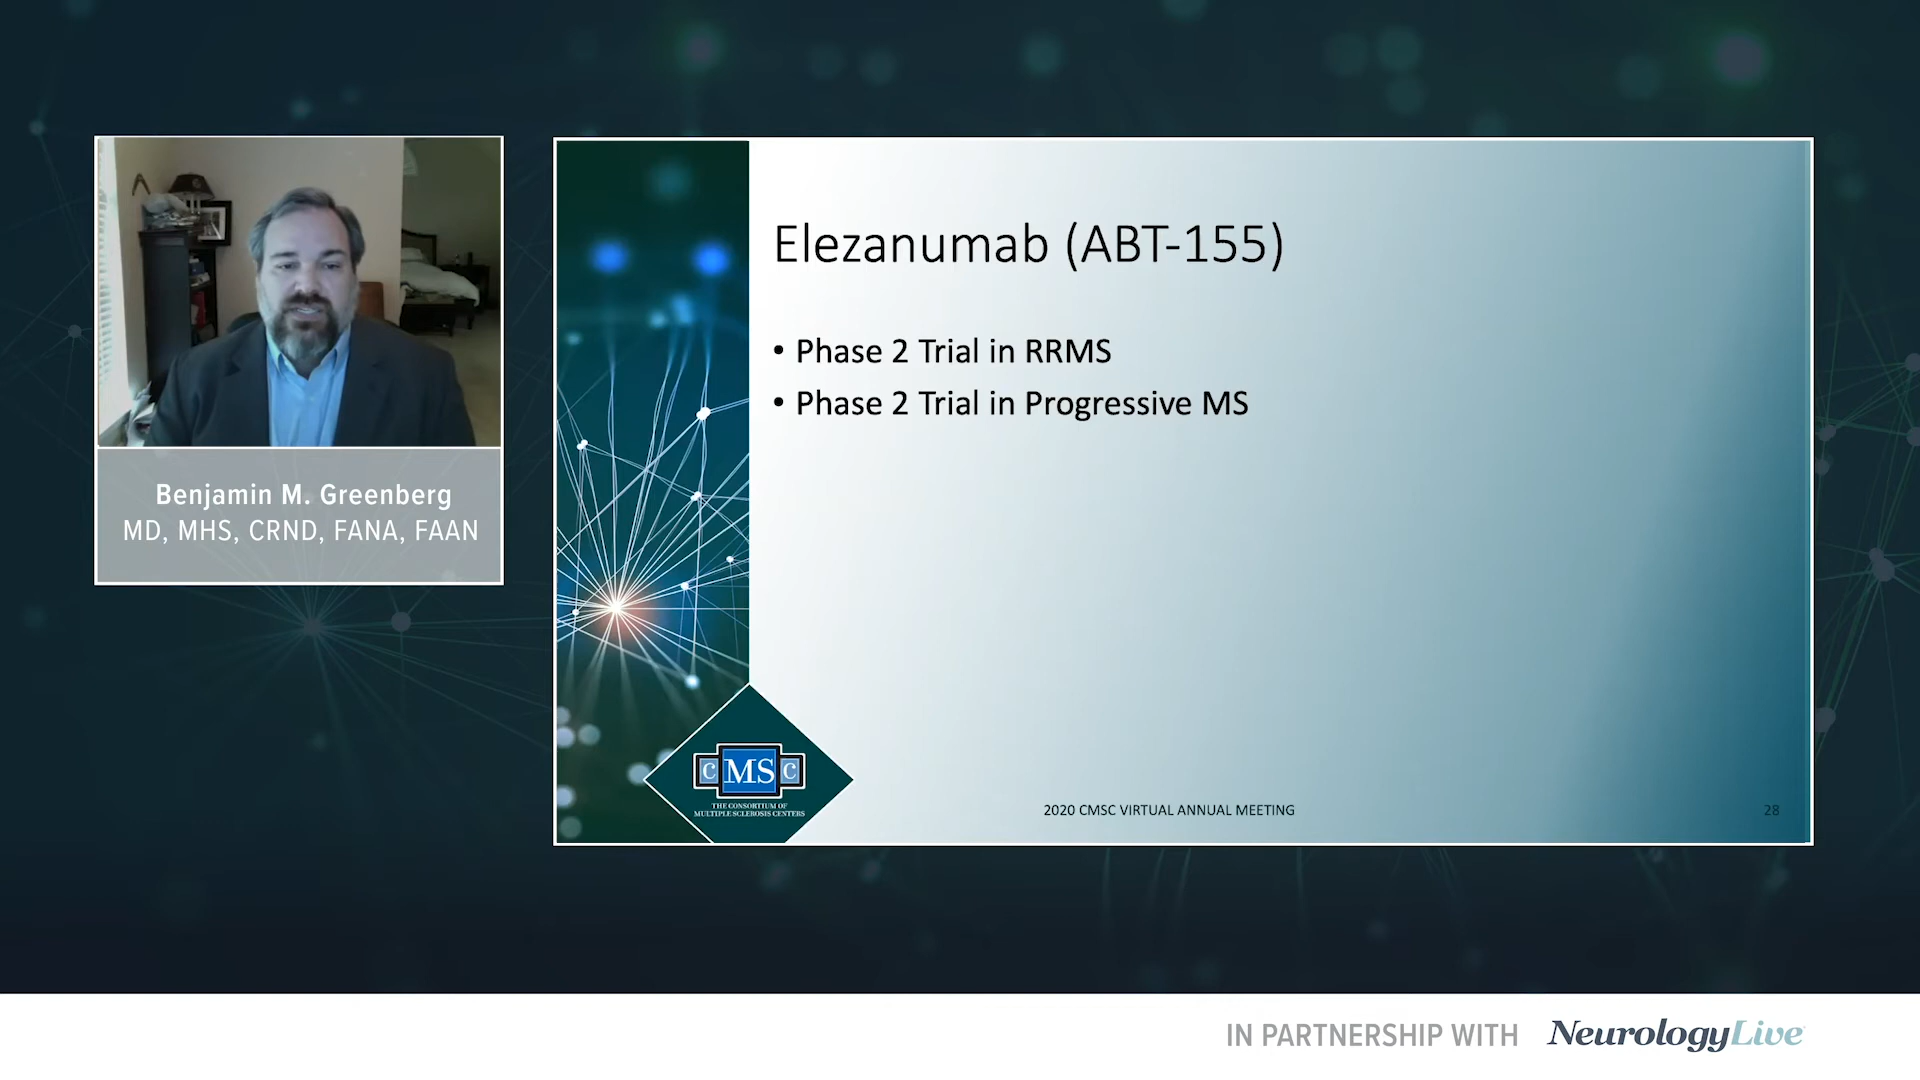 Benjamin M. Greenberg
MD, MHS, CRND, FANA, FAAN
Elezanumab (ABT-155)
• Phase 2 Trial in RRMS
• Phase 2 Trial in Progressive MS
C MS C
THE CONSORTIUM OF
MULTIPLE SCLEROSIS CENTERS
2020 CMSC VIRTUAL ANNUAL MEETING
28
IN PARTNERSHIP WITH NeurologyLive